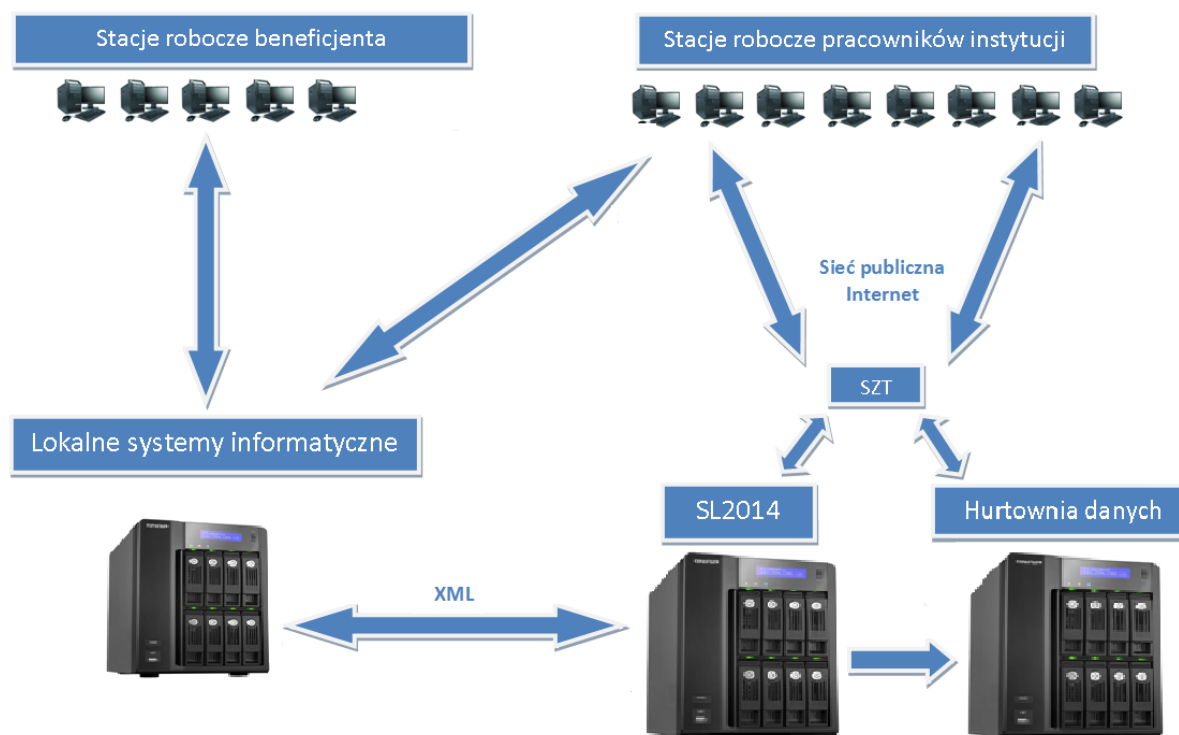 Stacje robocze beneficjenta
Stacje robocze pracowników instytucji
Sieć publiczna
Internet
SZT
Lokalne systemy informatyczne
SL2014
Hurtownia danych
XML